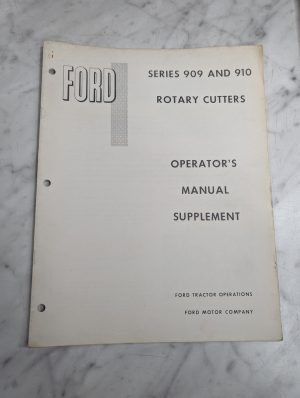 FORD
SERIES 909 AND 910
ROTARY CUTTERS
OPERATOR'S
MANUAL
SUPPLEMENT
FORD TRACTOR OPERATIONS
FORD MOTOR COMPANY